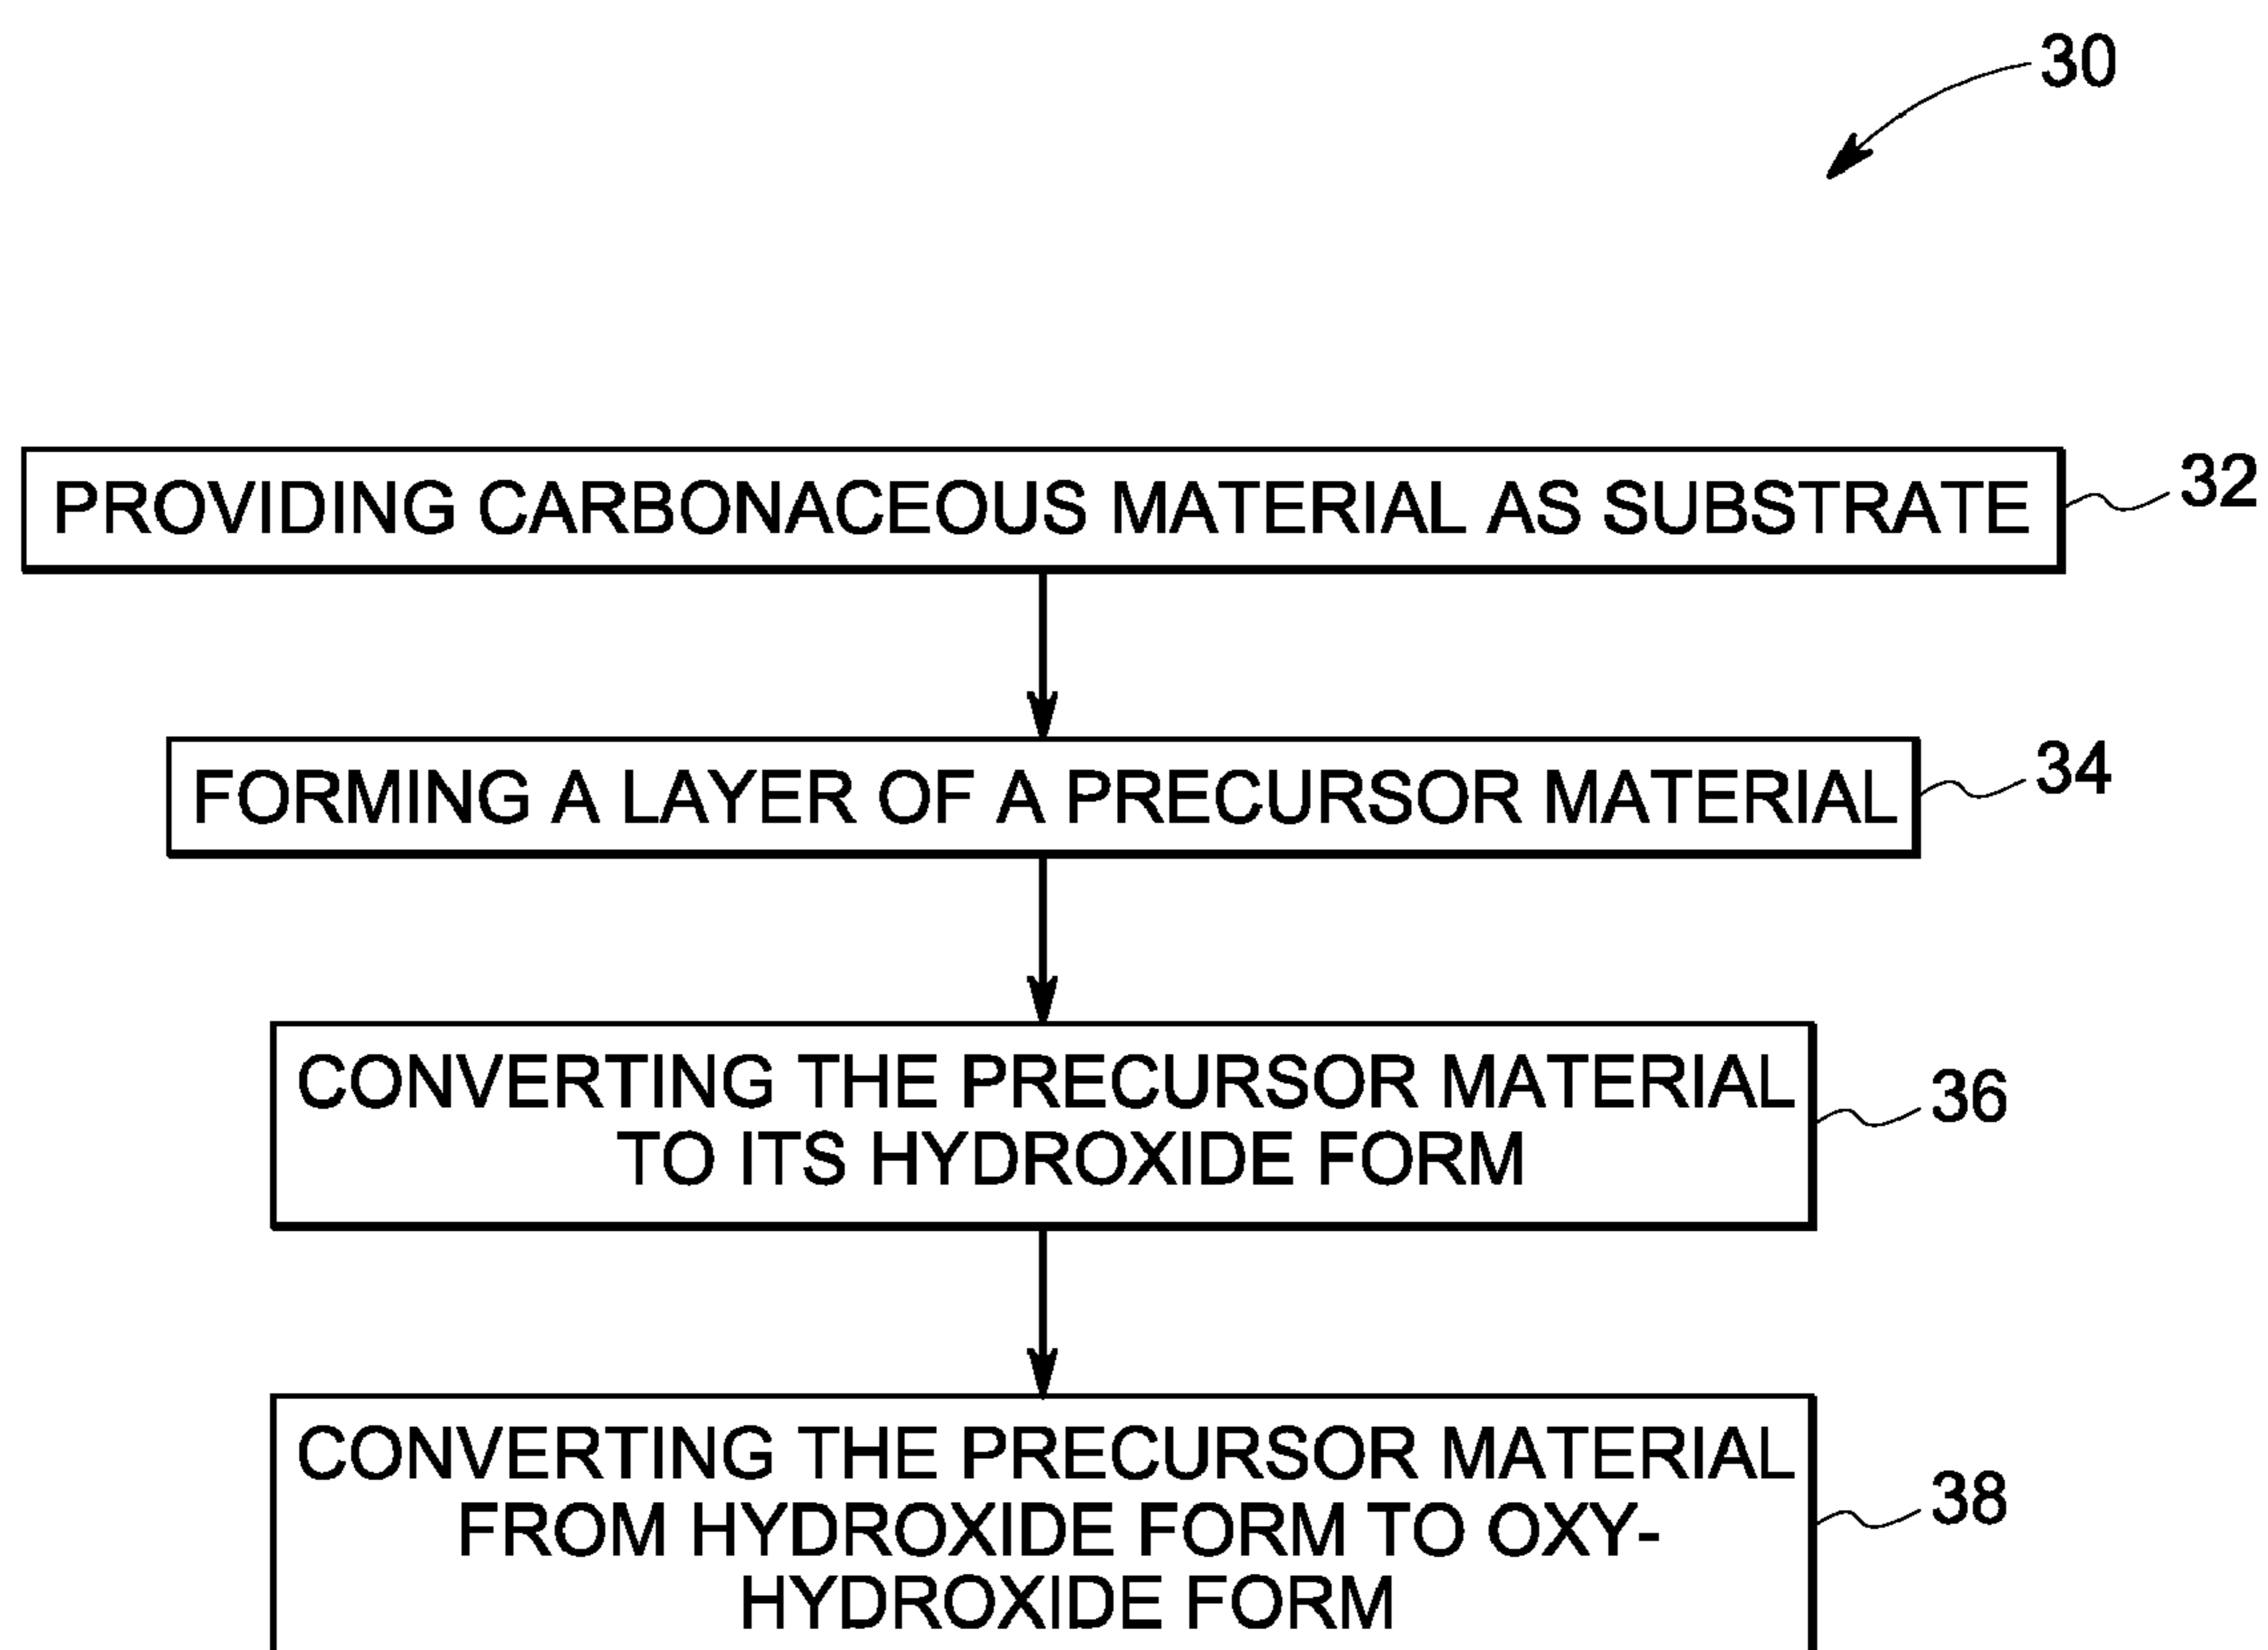 30
PROVIDING CARBONACEOUS MATERIAL AS SUBSTRATE
32
FORMING A LAYER OF A PRECURSOR MATERIAL
34
CONVERTING THE PRECURSOR MATERIAL
TO ITS HYDROXIDE FORM
36
CONVERTING THE PRECURSOR MATERIAL
FROM HYDROXIDE FORM TO OXY-
HYDROXIDE FORM
38